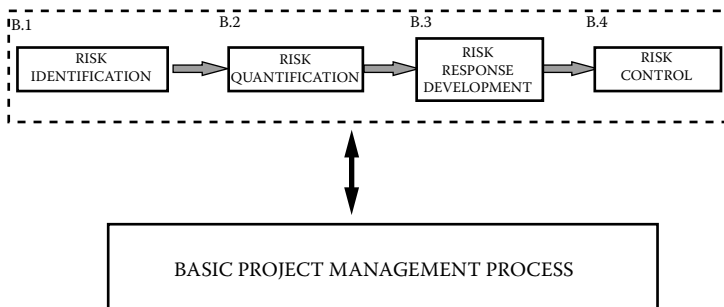 B.1
B.2
B.3
B.4
RISK
IDENTIFICATION
RISK
QUANTIFICATION
RISK
RESPONSE
DEVELOPMENT
RISK
CONTROL
BASIC PROJECT MANAGEMENT PROCESS